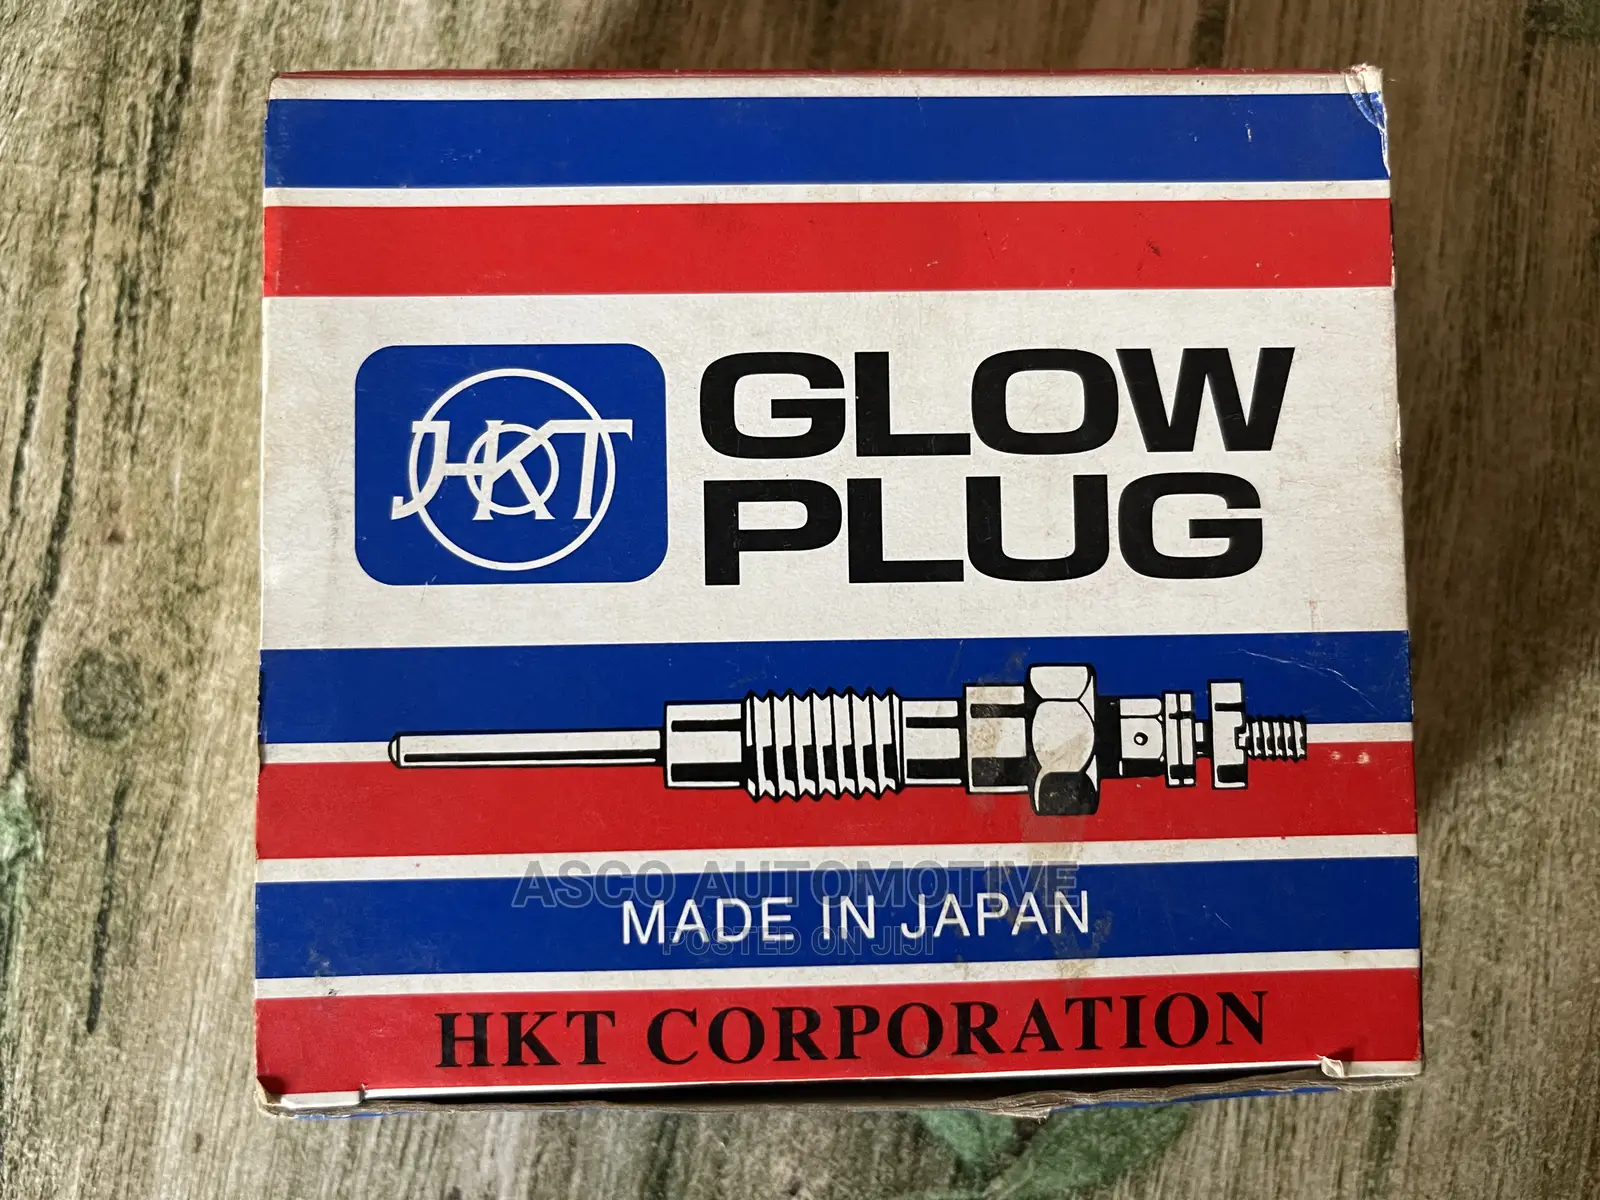 HKT
GLOW
PLUG
ASCO AUTOMOTIVE
MADE IN JAPAN
POSTED ON JIJI
HKT CORPORATION